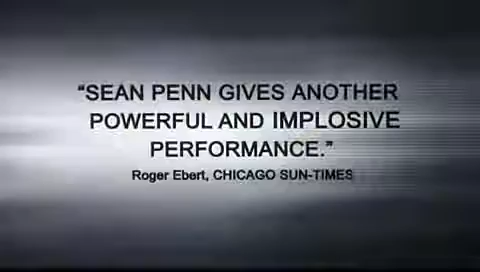 “SEAN PENN GIVES ANOTHER
POWERFUL AND IMPLOSIVE
PERFORMANCE.”
Roger Ebert, CHICAGO SUN-TIMES